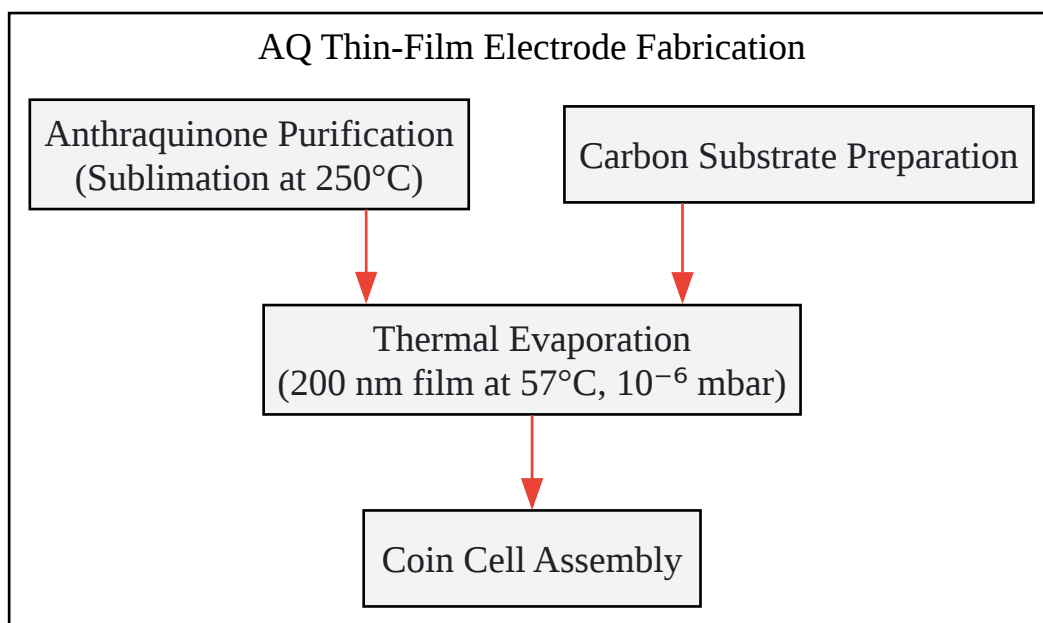 AQ Thin-Film Electrode Fabrication
Anthraquinone Purification
(Sublimation at 250°C)
Carbon Substrate Preparation
Thermal Evaporation
(200 nm film at 57°C, 10⁻⁶ mbar)
Coin Cell Assembly